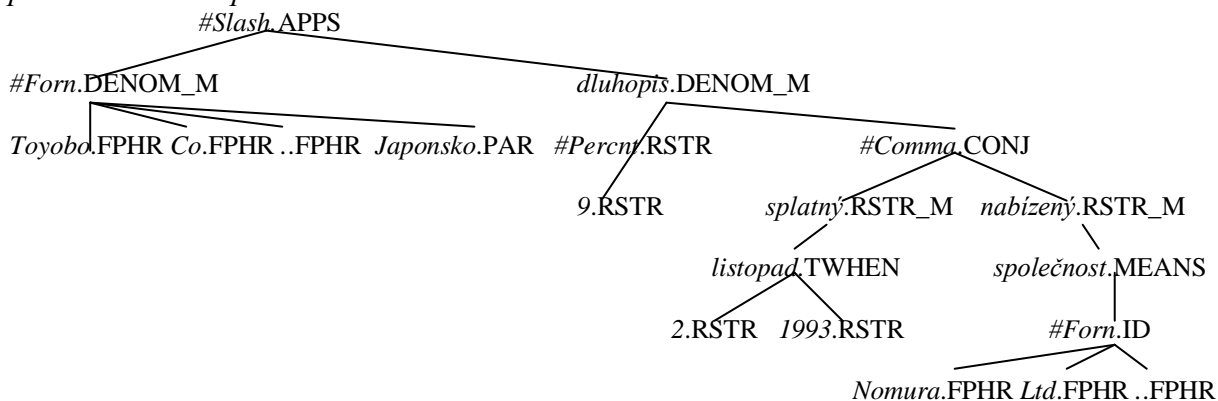 #Slash.APPS
#Forn.DENOM_M dluhopis.DENOM_M
Toyobo.FPHR Co.FPHR ..FPHR Japonsko.PAR #Percnt.RSTR #Comma.CONJ
9.RSTR splatný.RSTR_M nabízený.RSTR_M
listopad.TWHEN společnost.MEANS
2.RSTR 1993.RSTR #Forn.ID
Nomura.FPHR Ltd.FPHR ..FPHR